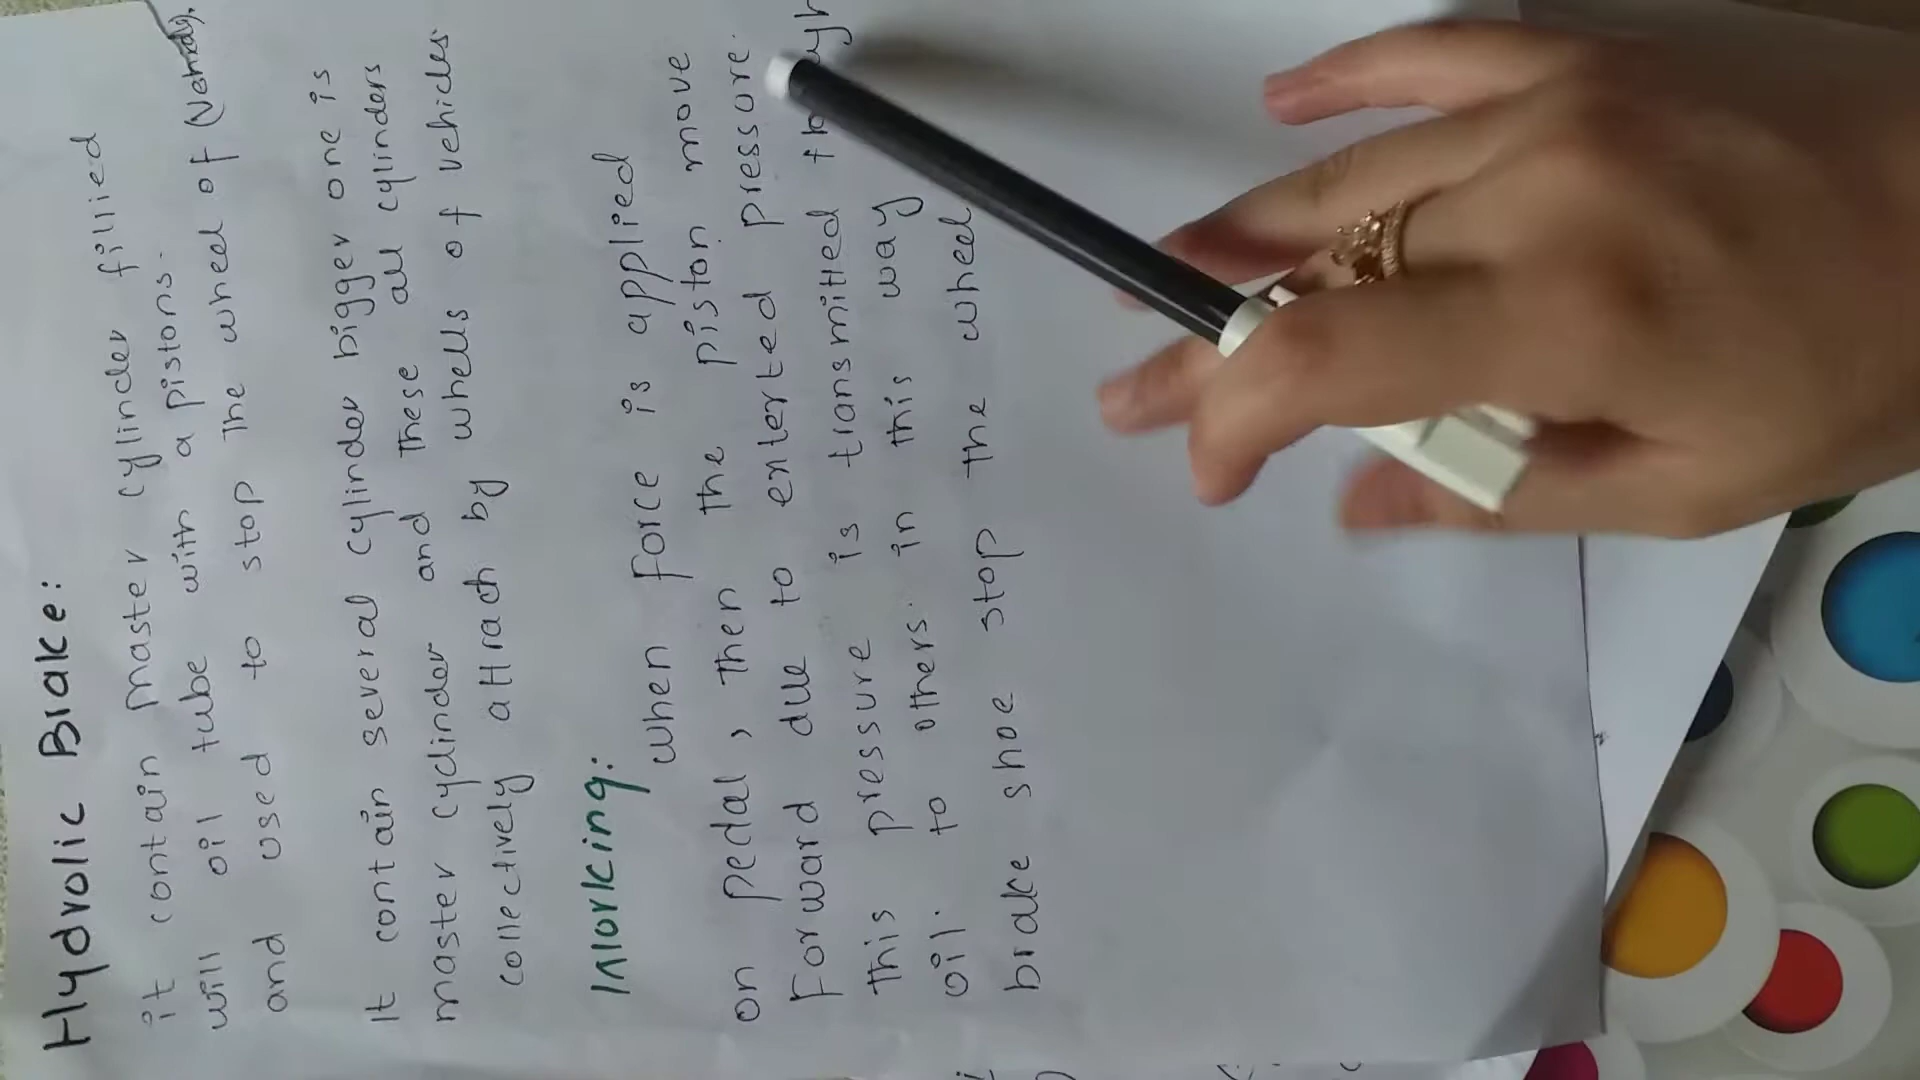 Hydrolic Brake:
it contain master cylinder fillied
will oil tube with a pistons.
and used to stop the wheel of
It contain several cylinder bigger one is
master cyclinder and these all cylinders
collectively attrach by whells of vehicles
Working:
when force is applied
on pedal, then the piston move
Forward due to enterted pressure.
This pressure is transmitted
oil. to others. in this way
brake shoe stop the wheel